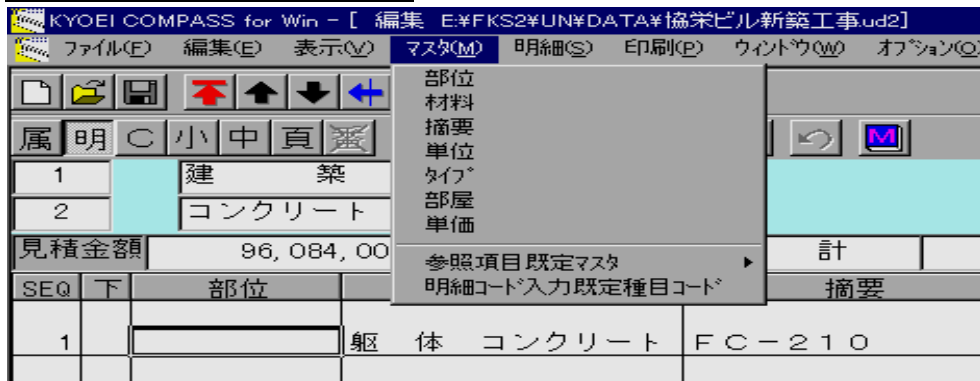 KYOEI COMPASS for Win - [ 編集 E:¥FKS2¥UN¥DATA¥協栄ビル新築工事.ud2]
ファイル(F) 編集(E) 表示(V) マスタ(M) 明細(S) 印刷(P) ウィンドウ(W) オプション(O)
部位
材料
摘要
単位
タイプ
部屋
単価
参照項目既定マスタ
明細コード入力既定種目コード
属 明 C 小 中 頁 鑑 M
1 建 築
2 コンクリート
見積金額 96,084,00 計
SEQ 下 部位 摘要
1 躯 体 コンクリート FC-210